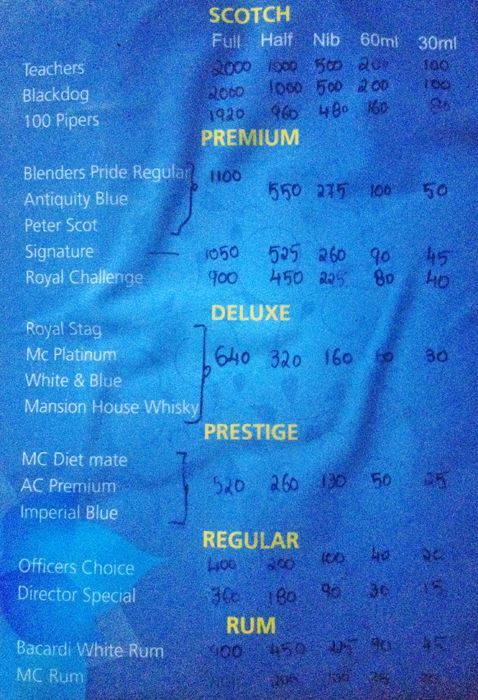 SCOTCH
Full Half Nib 60ml 30ml
Teachers 2000 1000 500 200 100
Blackdog 2000 1000 500 200 100
100 Pipers 1920 960 480 160 80
PREMIUM
Blenders Pride Regular 1100
Antiquity Blue 550 275 100 50
Peter Scot
Signature 1050 525 260 90 45
Royal Challenge 900 450 225 80 40
DELUXE
Royal Stag
Mc Platinum 640 320 160 60 30
White & Blue
Mansion House Whisky
PRESTIGE
MC Diet mate
AC Premium 520 260 130 50 25
Imperial Blue
REGULAR
Officers Choice 400 200 100 40 20
Director Special 360 180 90 30 15
RUM
Bacardi White Rum 900 450 225 90 45
MC Rum 200 100